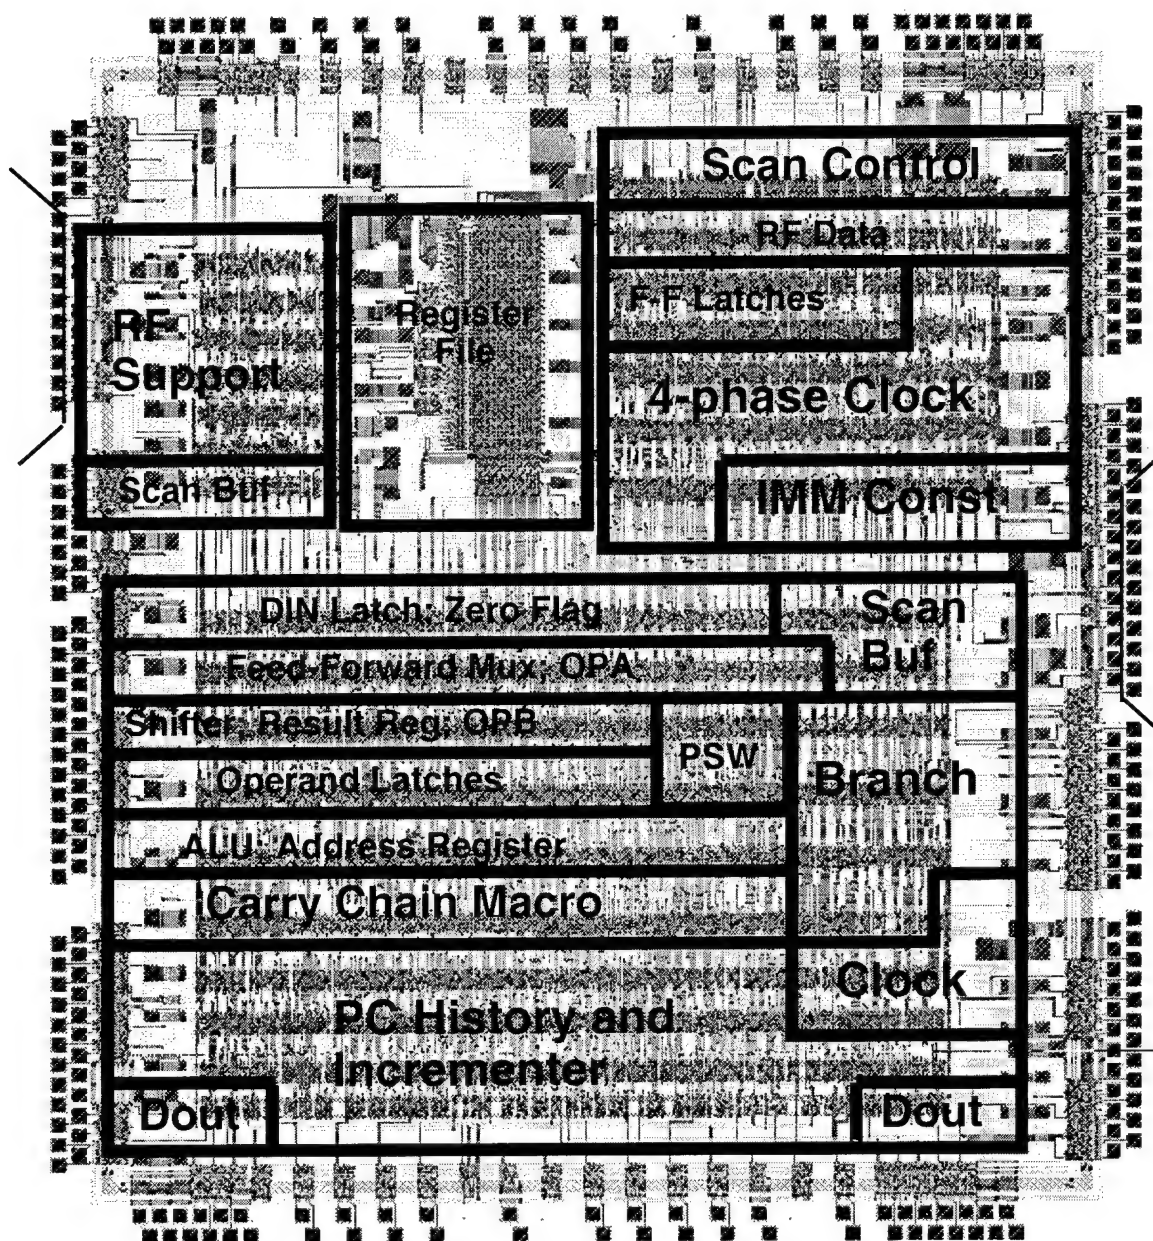 Scan Control
RF Data
F-F Latches
4-phase Clock
IMM Const
RF
Support
Scan Buf
Register
File
DIN Latch; Zero Flag
Scan
Buf
Feed-Forward Mux; OPA
Shifter; Result Reg; OPB
PSW
Operand Latches
Branch
ALU; Address Register
Carry Chain Macro
Clock
PC History and
Incrementer
Dout
Dout